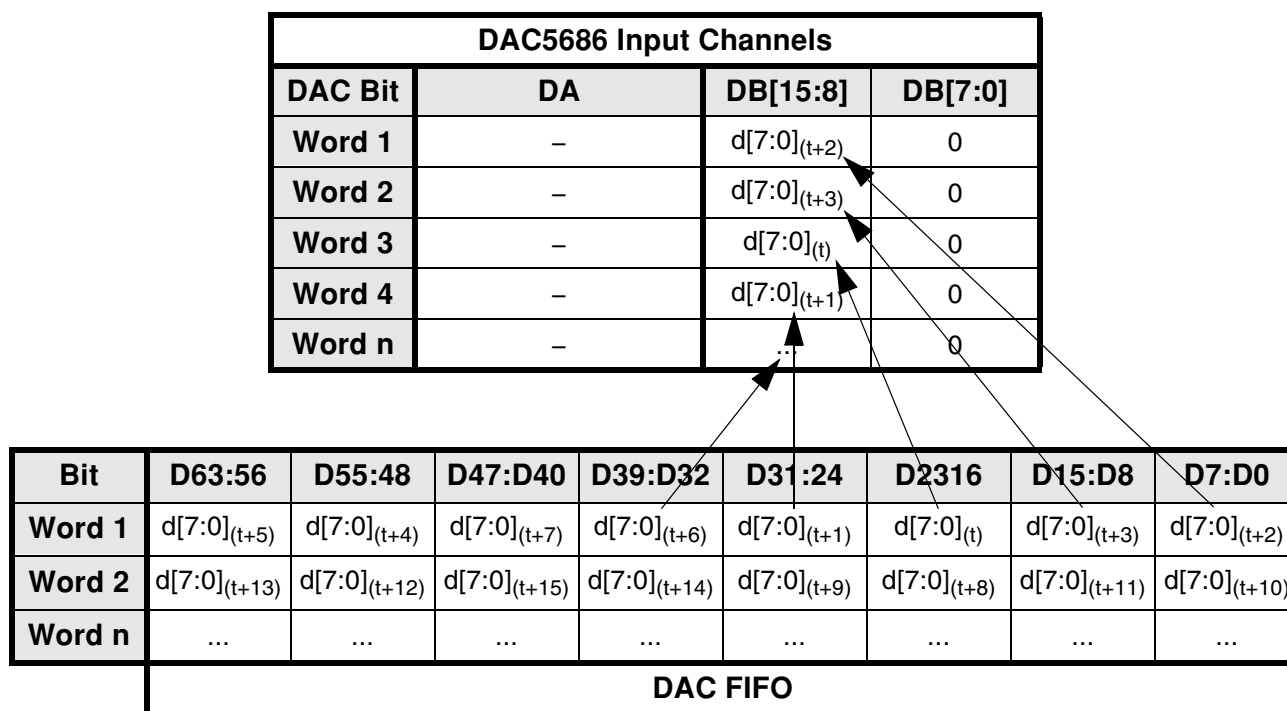 DAC5686 Input Channels
DAC Bit DA DB[15:8] DB[7:0]
Word 1 – d[7:0](t+2) 0
Word 2 – d[7:0](t+3) 0
Word 3 – d[7:0](t) 0
Word 4 – d[7:0](t+1) 0
Word n – ... 0
Bit D63:56 D55:48 D47:D40 D39:D32 D31:24 D2316 D15:D8 D7:D0
Word 1 d[7:0](t+5) d[7:0](t+4) d[7:0](t+7) d[7:0](t+6) d[7:0](t+1) d[7:0](t) d[7:0](t+3) d[7:0](t+2)
Word 2 d[7:0](t+13) d[7:0](t+12) d[7:0](t+15) d[7:0](t+14) d[7:0](t+9) d[7:0](t+8) d[7:0](t+11) d[7:0](t+10)
Word n ... ... ... ... ... ... ... ...
DAC FIFO